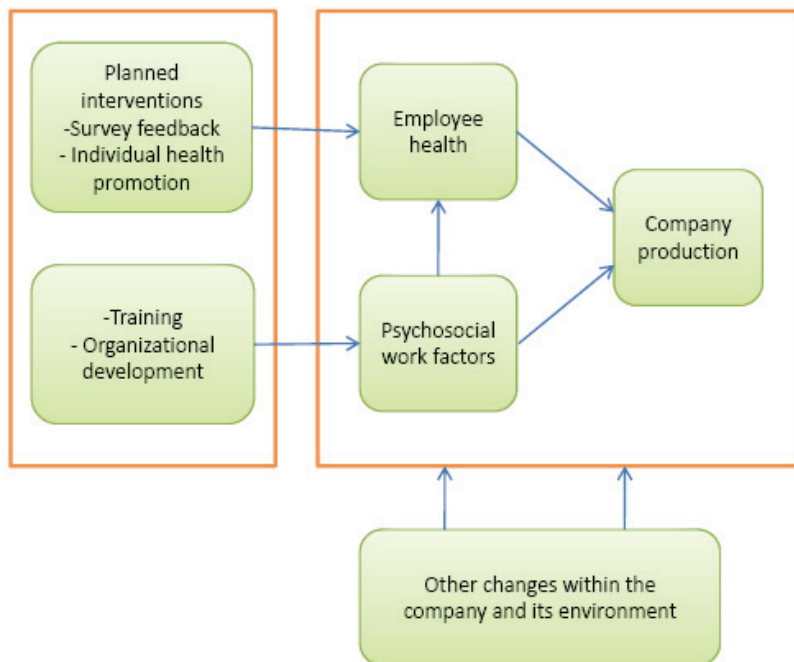 Planned
interventions
-Survey feedback
- Individual health
promotion
Employee
health
Company
production
-Training
- Organizational
development
Psychosocial
work factors
Other changes within the
company and its environment